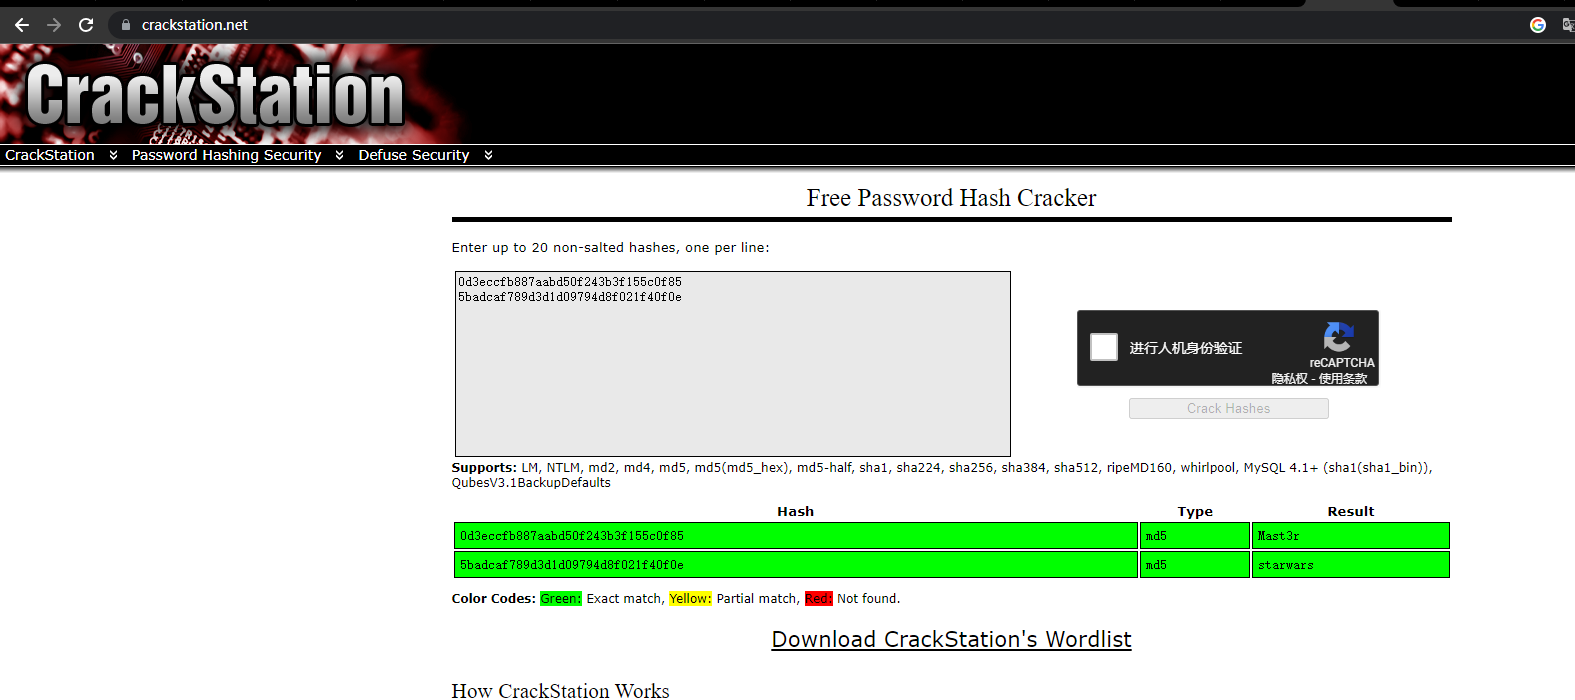 crackstation.net
CrackStation
CrackStation Password Hashing Security Defuse Security
Free Password Hash Cracker
Enter up to 20 non-salted hashes, one per line:
0d3eccfb887aabd50f243b3f155c0f85
5badcaf789d3d1d09794d8f021f40f0e
进行人机身份验证
reCAPTCHA
隐私权 - 使用条款
Crack Hashes
Supports: LM, NTLM, md2, md4, md5, md5(md5_hex), md5-half, sha1, sha224, sha256, sha384, sha512, ripeMD160, whirlpool, MySQL 4.1+ (sha1(sha1_bin)),
QubesV3.1BackupDefaults
Hash Type Result
0d3eccfb887aabd50f243b3f155c0f85 md5 Mast3r
5badcaf789d3d1d09794d8f021f40f0e md5 starwars
Color Codes: Green: Exact match, Yellow: Partial match, Red: Not found.
Download CrackStation's Wordlist
How CrackStation Works